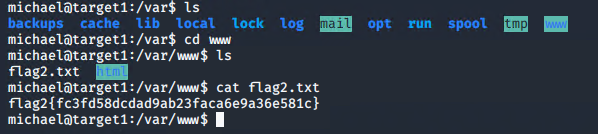 michael@target1:/var$ ls
backups cache lib local lock log mail opt run spool tmp www
michael@target1:/var$ cd www
michael@target1:/var/www$ ls
flag2.txt html
michael@target1:/var/www$ cat flag2.txt
flag2{fc3fd58dcdad9ab23faca6e9a36e581c}
michael@target1:/var/www$